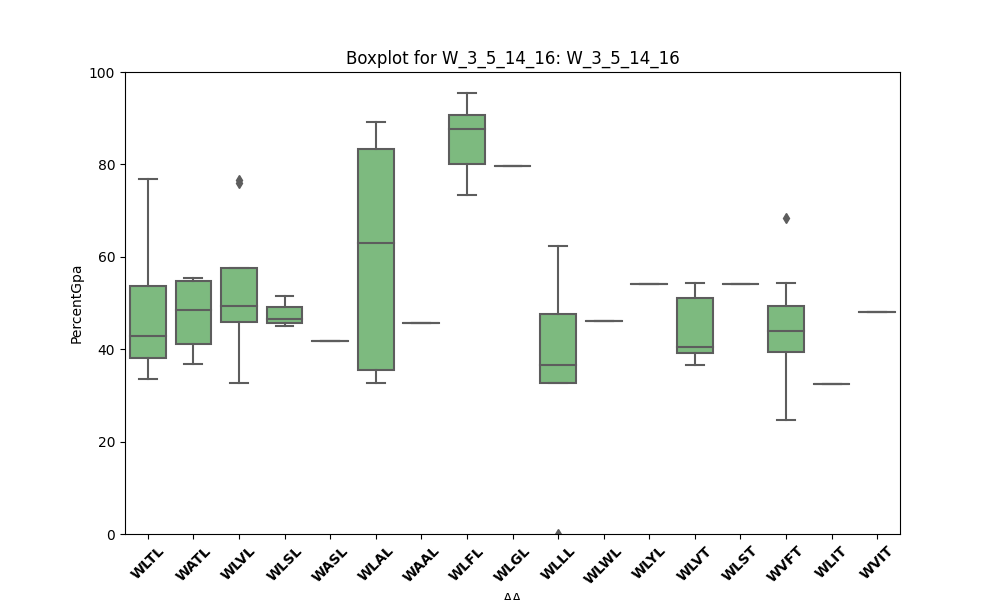 Boxplot for W_3_5_14_16: W_3_5_14_16
PercentGpa
100
80
60
40
20
0
WLTL
WATL
WLVL
WLSL
WASL
WLAL
WAAL
WLFL
WLGL
WLLL
WLWL
WLYL
WLVT
WLST
WVFT
WLIT
WVIT
AA